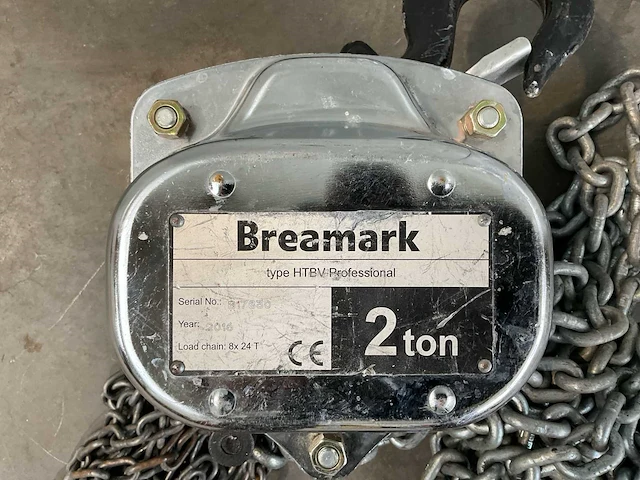 Breamark
type HTBV Professional
Serial No.:
Year: 2016
Load chain: 8x 24 T
CE
2 ton